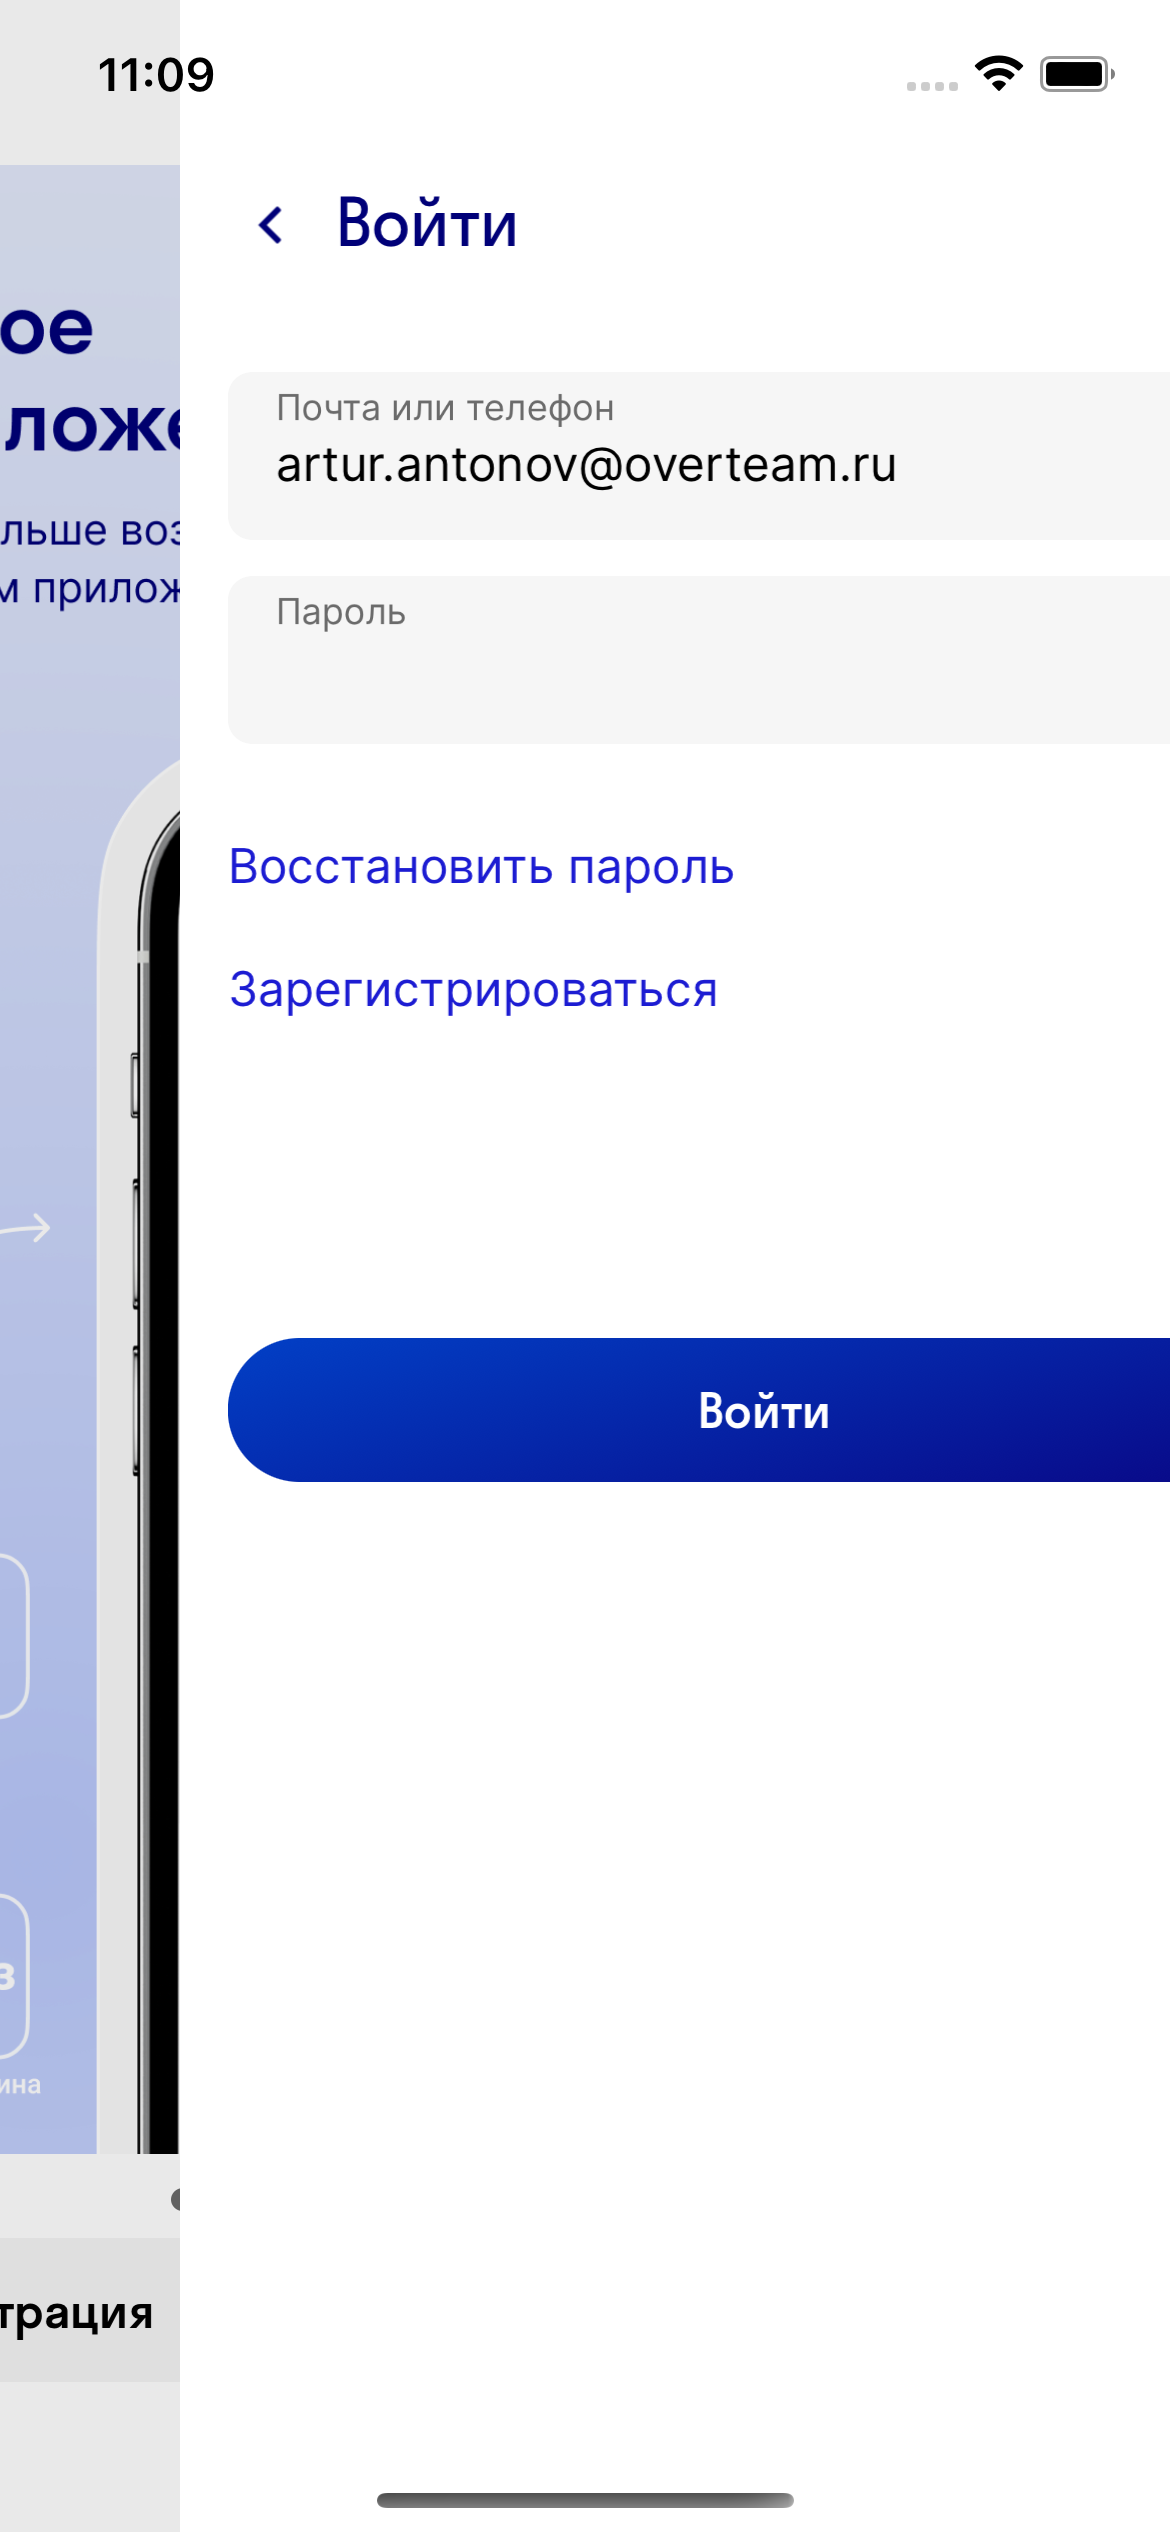 11:09
Войти
ое
ложе
льше воз
м прилож
Почта или телефон
artur.antonov@overteam.ru
Пароль
Восстановить пароль
Зарегистрироваться
Войти
з
ина
трация